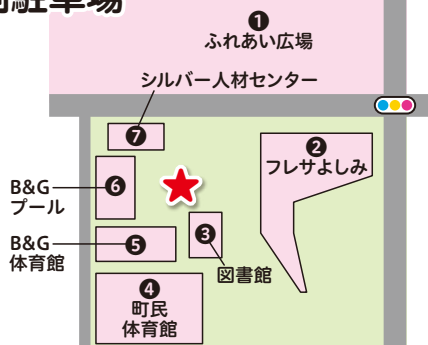 駐車場
❶
ふれあい広場
シルバー人材センター
❼
❷
フレサよしみ
B&G
プール
❻
❸
B&G
体育館
❺
図書館
❹
町民
体育館